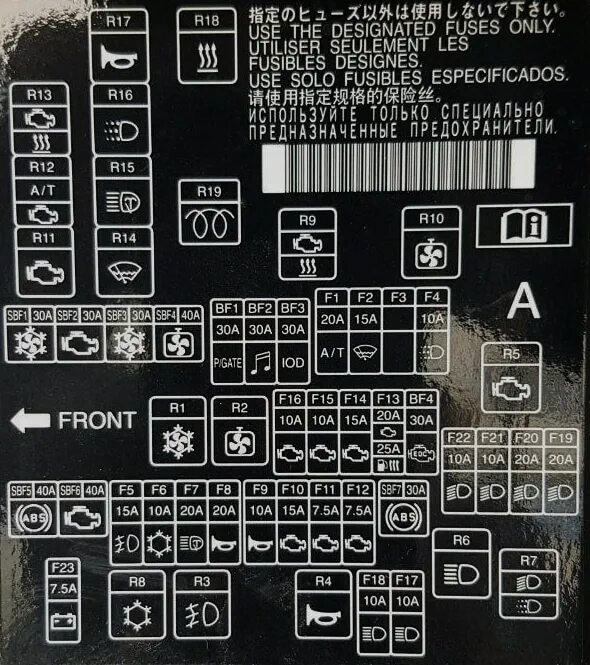 指定のヒューズ以外は使用しないで下さい。
USE THE DESIGNATED FUSES ONLY.
UTILISER SEULEMENT LES
FUSIBLES DESIGNES.
USE SOLO FUSIBLES ESPECIFICADOS.
请使用指定规格的保险丝。
ИСПОЛЬЗУЙТЕ ТОЛЬКО СПЕЦИАЛЬНО
ПРЕДНАЗНАЧЕННЫЕ ПРЕДОХРАНИТЕЛИ.
R17 R18
R13 R16
R12 R15
A/T
R19
R9 R10
R11 R14
SBF1 30A SBF2 30A SBF3 30A SBF4 40A
BF1 BF2 BF3
30A 30A 30A
P/GATE IOD
F1 F2 F3 F4
20A 15A 10A
A/T
A
R5
FRONT
R1 R2
F16 F15 F14 F13 BF4
10A 10A 15A 20A 30A
25A EDC
F22 F21 F20 F19
10A 10A 20A 20A
SBF5 40A SBF6 40A
ABS
F5 F6 F7 F8
15A 10A 20A 20A
F9 F10 F11 F12
10A 15A 7.5A 7.5A
SBF7 30A
ABS
R6 R7
F23
7.5A
R8 R3 R4
F18 F17
10A 10A